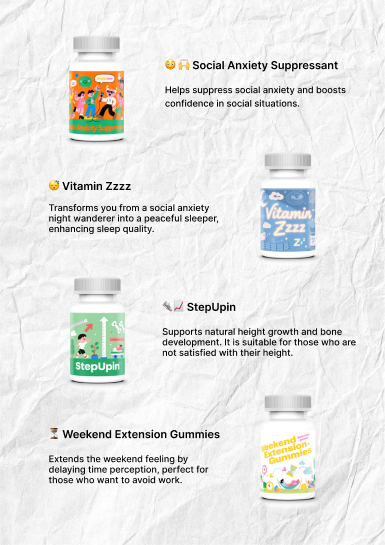 🤒 🙌 Social Anxiety Suppressant
Helps suppress social anxiety and boosts
confidence in social situations.
😴 Vitamin Zzzz
Transforms you from a social anxiety
night wanderer into a peaceful sleeper,
enhancing sleep quality.
Vitamin
Zzzz
StepUpin
Supports natural height growth and bone
development. It is suitable for those who are
not satisfied with their height.
StepUpin
⏳ Weekend Extension Gummies
Extends the weekend feeling by
delaying time perception, perfect for
those who want to avoid work.
Weekend
Extension
Gummies